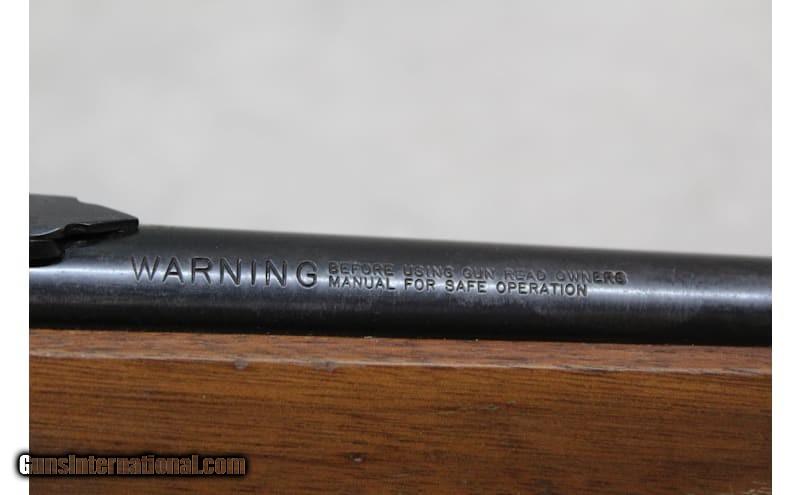 WARNING BEFORE USING GUN READ OWNERS
MANUAL FOR SAFE OPERATION
GunsInternational.com